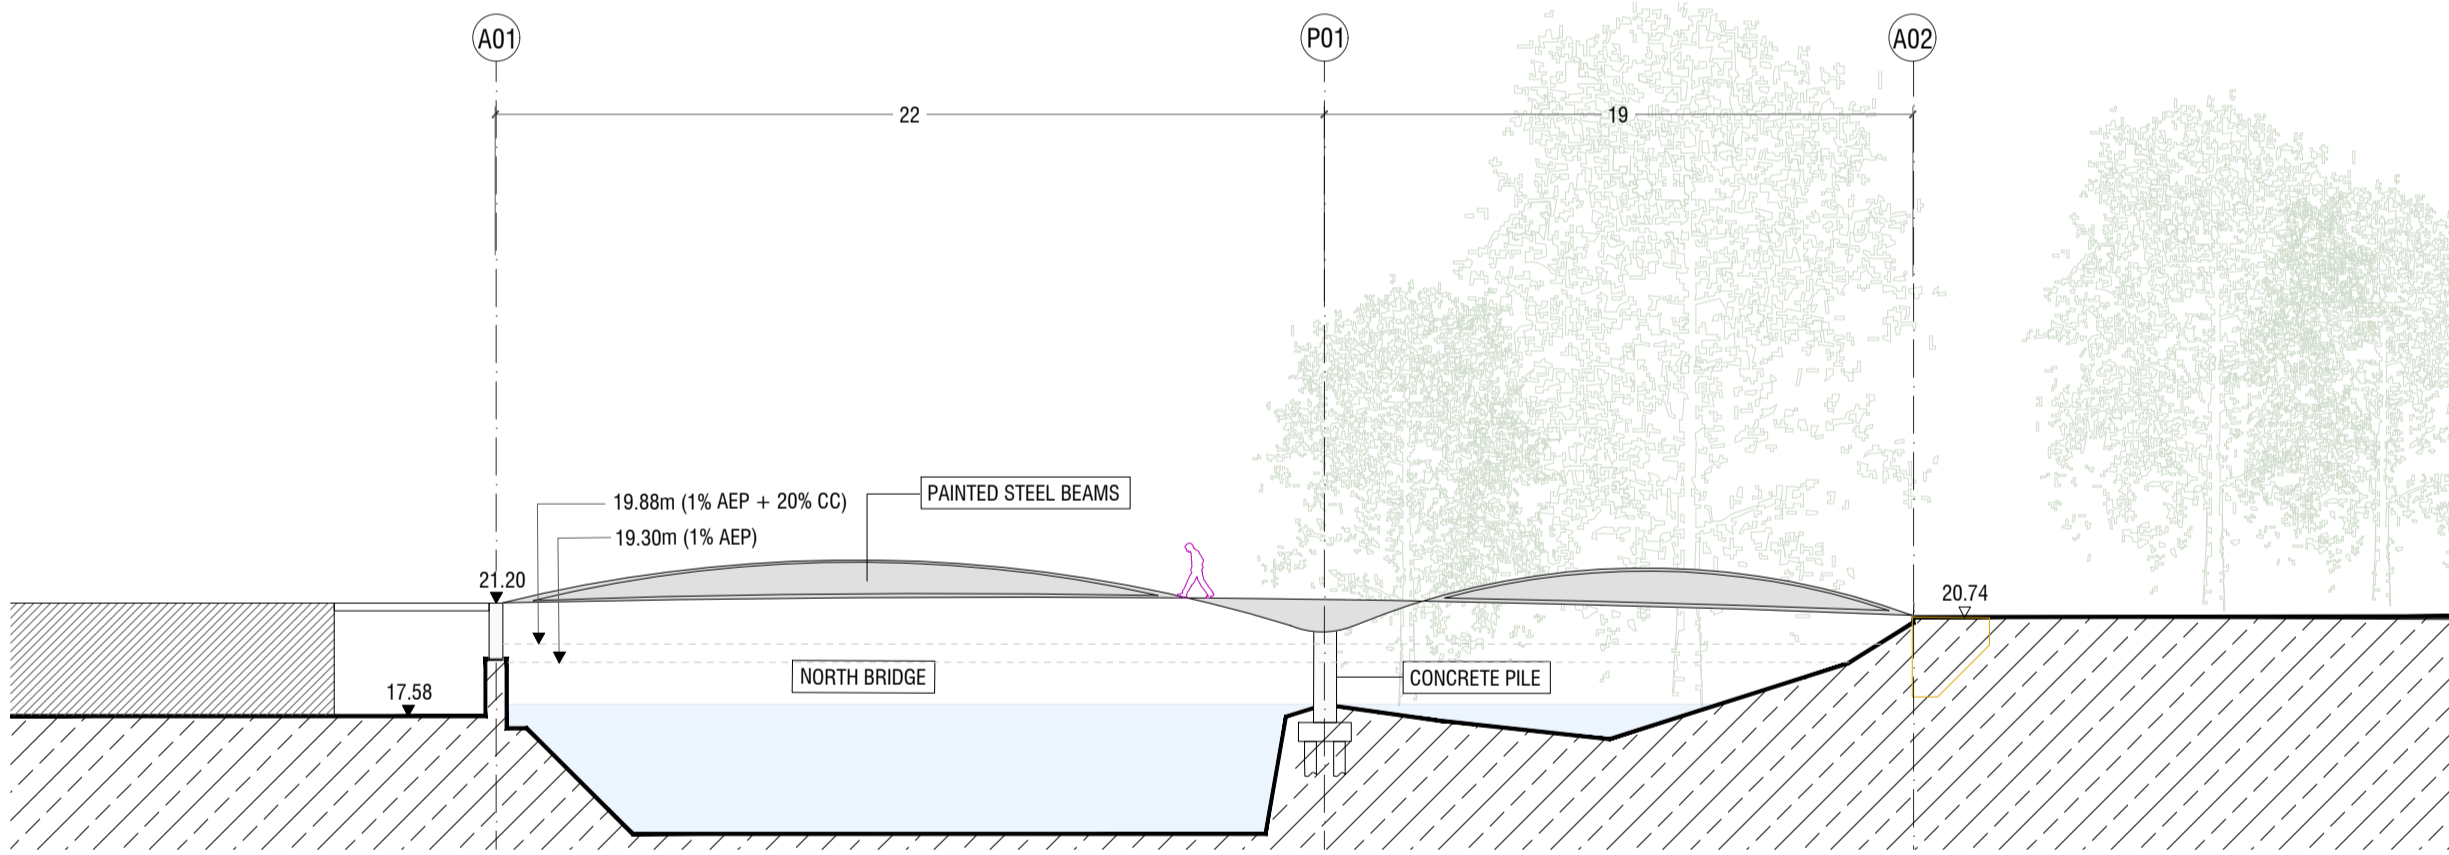 A01
P01
A02
22
19
PAINTED STEEL BEAMS
19.88m (1% AEP + 20% CC)
19.30m (1% AEP)
21.20
20.74
NORTH BRIDGE
CONCRETE PILE
17.58